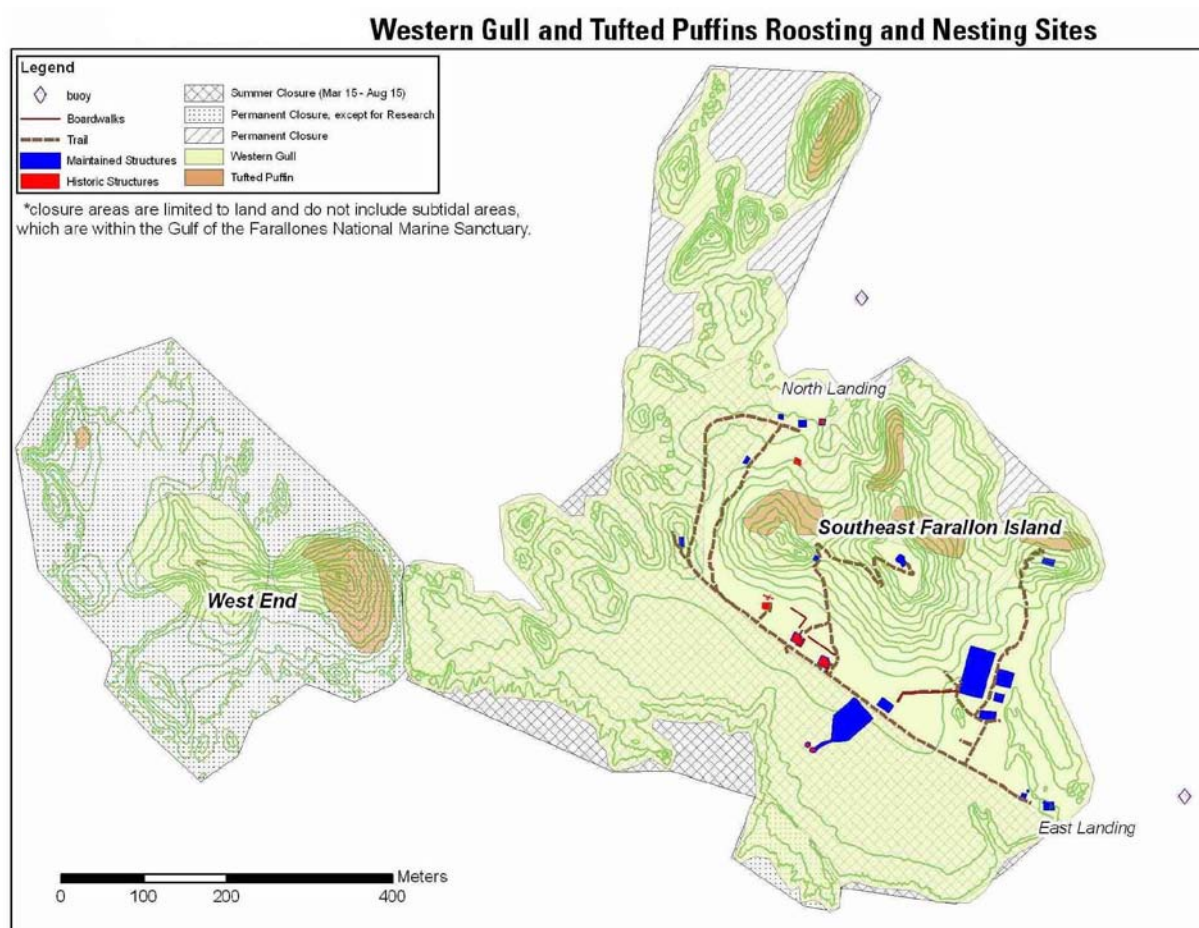 Western Gull and Tufted Puffins Roosting and Nesting Sites
Legend
buoy
Boardwalks
Trail
Maintained Structures
Historic Structures
Summer Closure (Mar 15 - Aug 15)
Permanent Closure, except for Research
Permanent Closure
Western Gull
Tufted Puffin
*closure areas are limited to land and do not include subtidal areas,
which are within the Gulf of the Farallones National Marine Sanctuary.
North Landing
Southeast Farallon Island
West End
East Landing
Meters
0 100 200 400